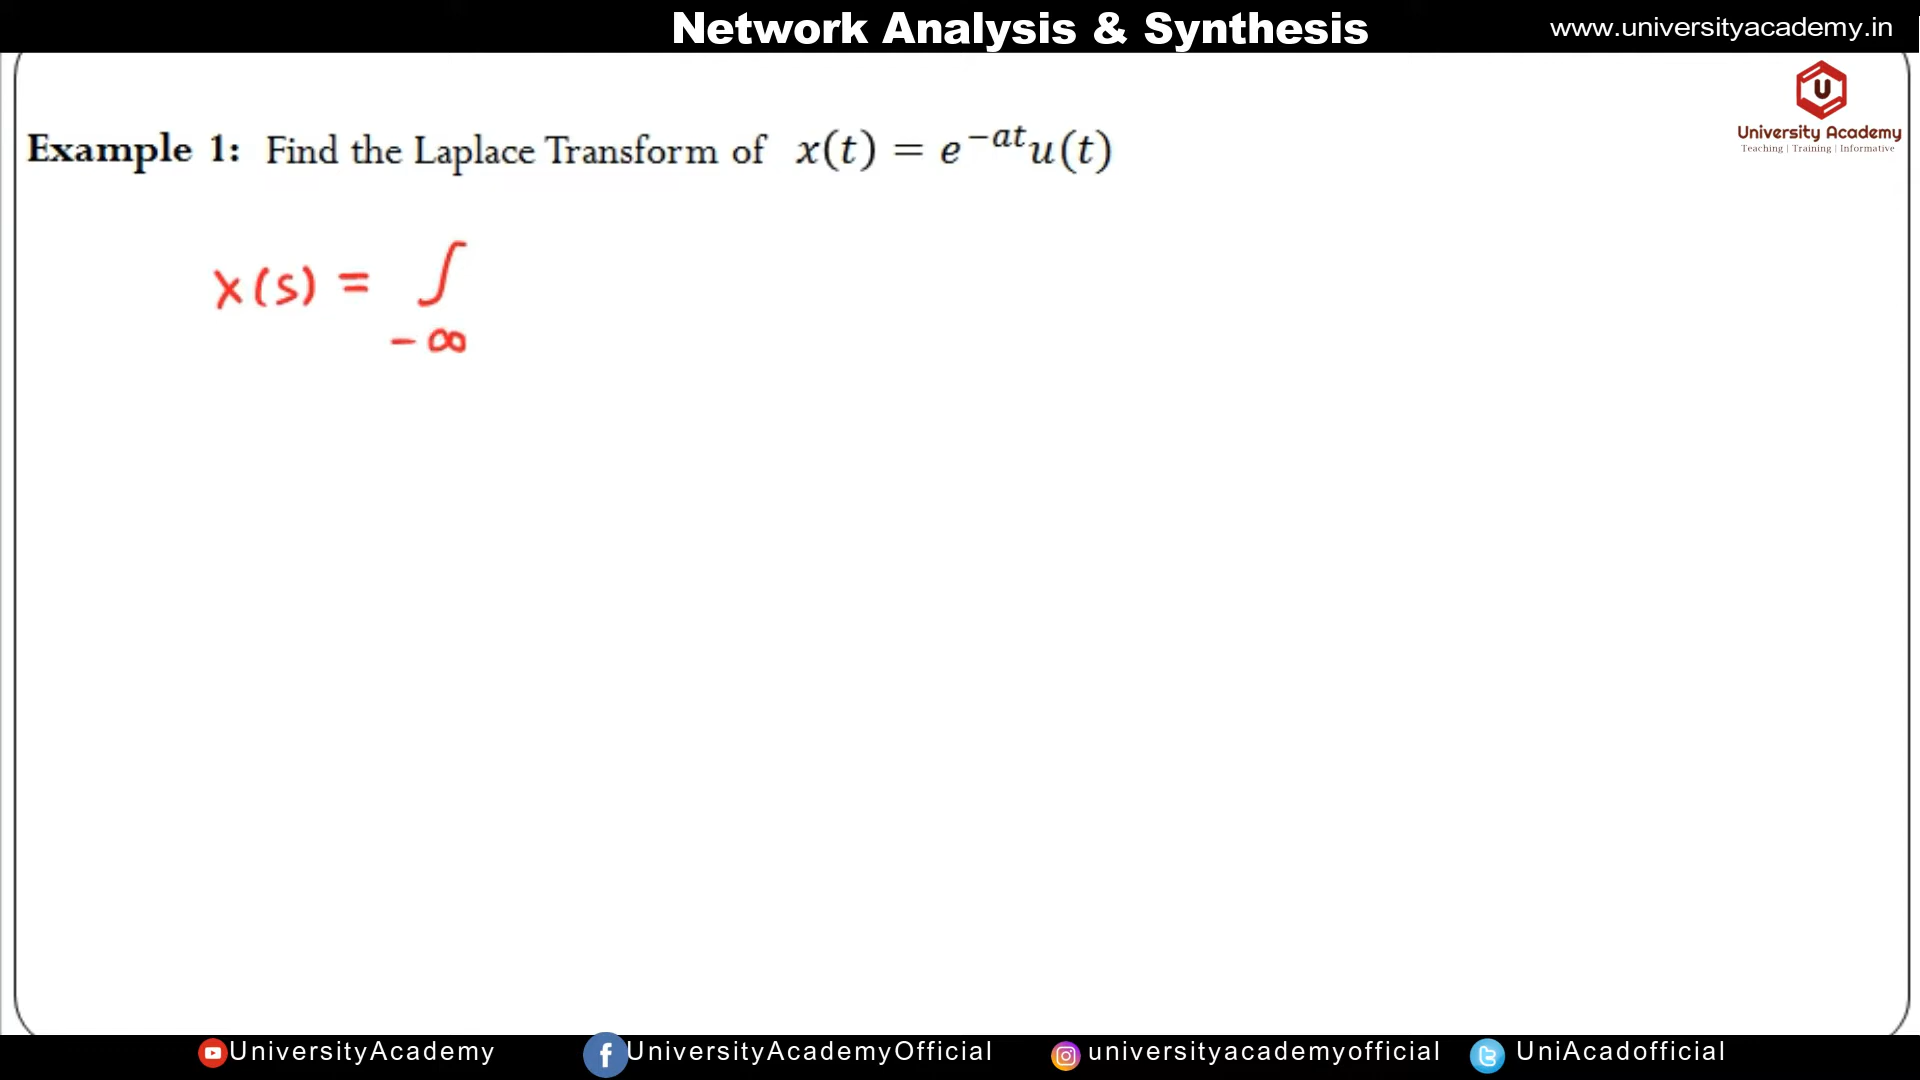 Network Analysis & Synthesis
www.universityacademy.in
U
University Academy
Teaching | Training | Informative
Example 1: Find the Laplace Transform of x(t) = e^{-at}u(t)
x(s) = ∫
-∞
UniversityAcademy
UniversityAcademyOfficial
universityacademyofficial
UniAcadofficial